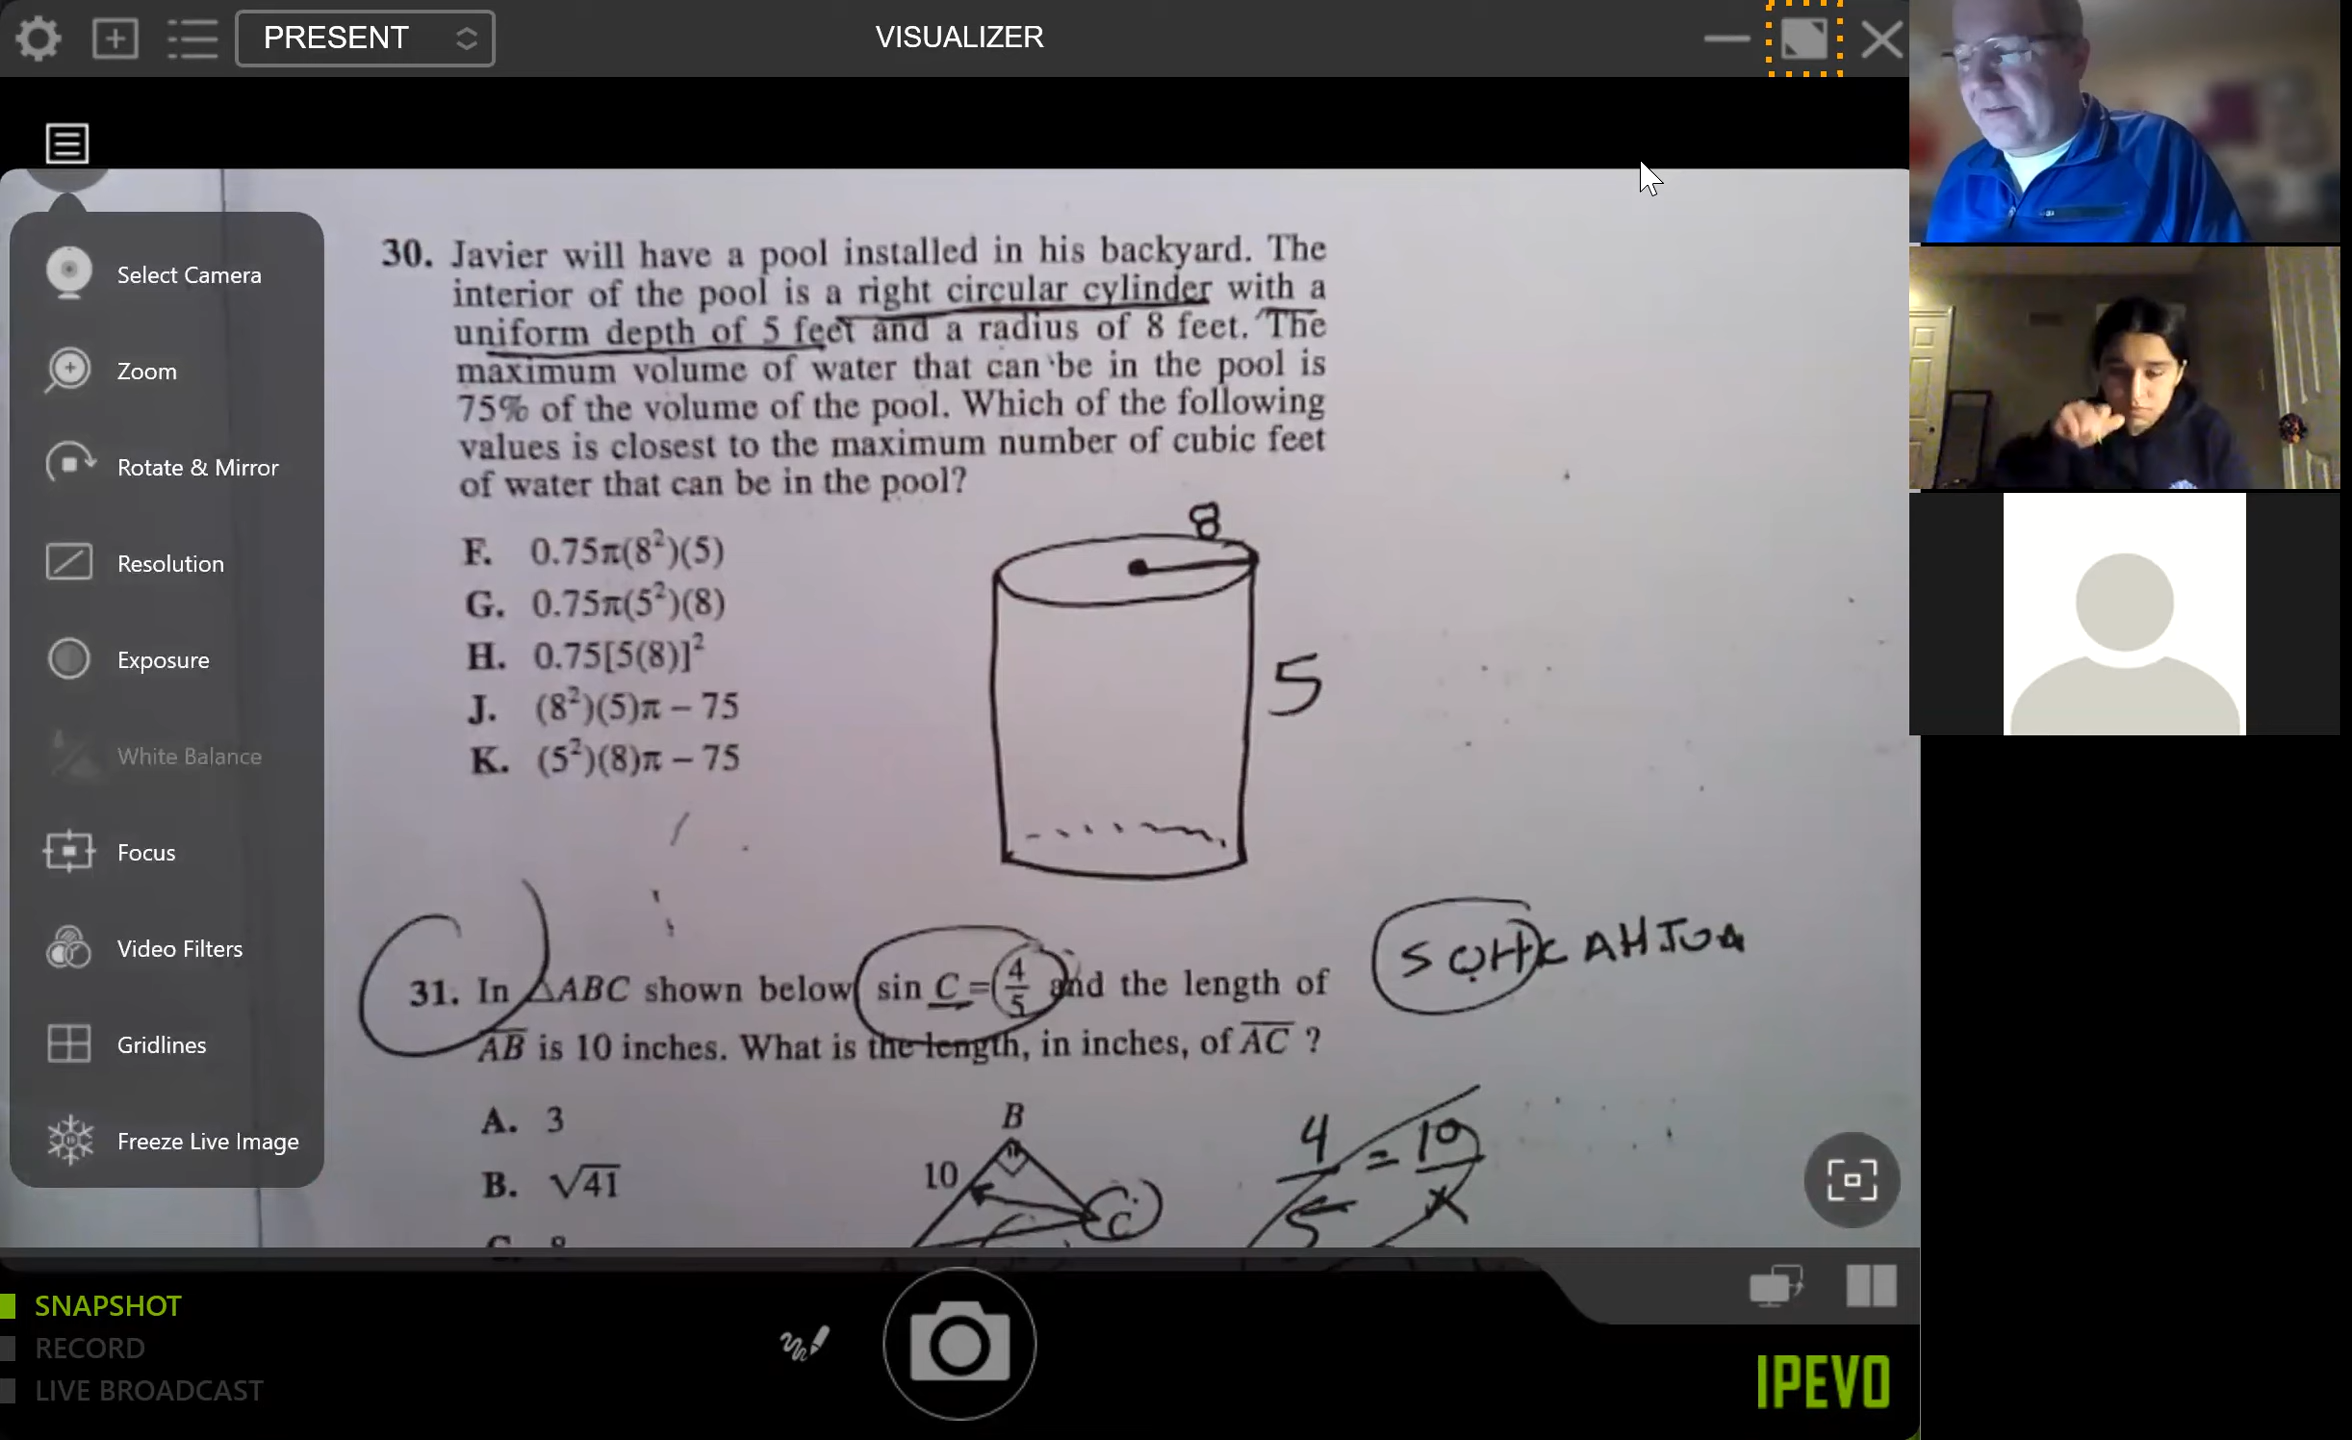 PRESENT
VISUALIZER
Select Camera
Zoom
Rotate & Mirror
Resolution
Exposure
White Balance
Focus
Video Filters
Gridlines
Freeze Live Image
30. Javier will have a pool installed in his backyard. The
interior of the pool is a right circular cylinder with a
uniform depth of 5 feet and a radius of 8 feet. The
maximum volume of water that can be in the pool is
75% of the volume of the pool. Which of the following
values is closest to the maximum number of cubic feet
of water that can be in the pool?
F. 0.75π(8²)(5)
G. 0.75π(5²)(8)
H. 0.75[5(8)]²
J. (8²)(5)π – 75
K. (5²)(8)π – 75
8
5
31. In △ABC shown below sin C = 4/5 and the length of
AB is 10 inches. What is the length, in inches, of AC ?
SOHCAHTOA
A. 3
B. √41
B
10
C
4/5 = 10/x
SNAPSHOT
RECORD
LIVE BROADCAST
IPEVO